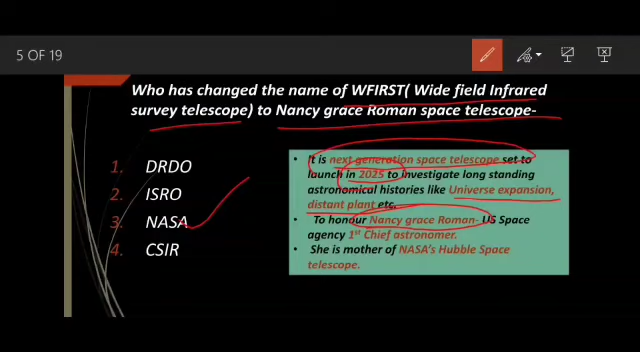 5 OF 19
Who has changed the name of WFIRST( Wide field Infrared
survey telescope) to Nancy grace Roman space telescope-
1. DRDO
2. ISRO
3. NASA
4. CSIR
• It is next generation space telescope set to
launch in 2025 to investigate long standing
astronomical histories like Universe expansion,
distant plant etc.
• To honour Nancy grace Roman- US Space
agency 1st Chief astronomer.
• She is mother of NASA's Hubble Space
telescope.